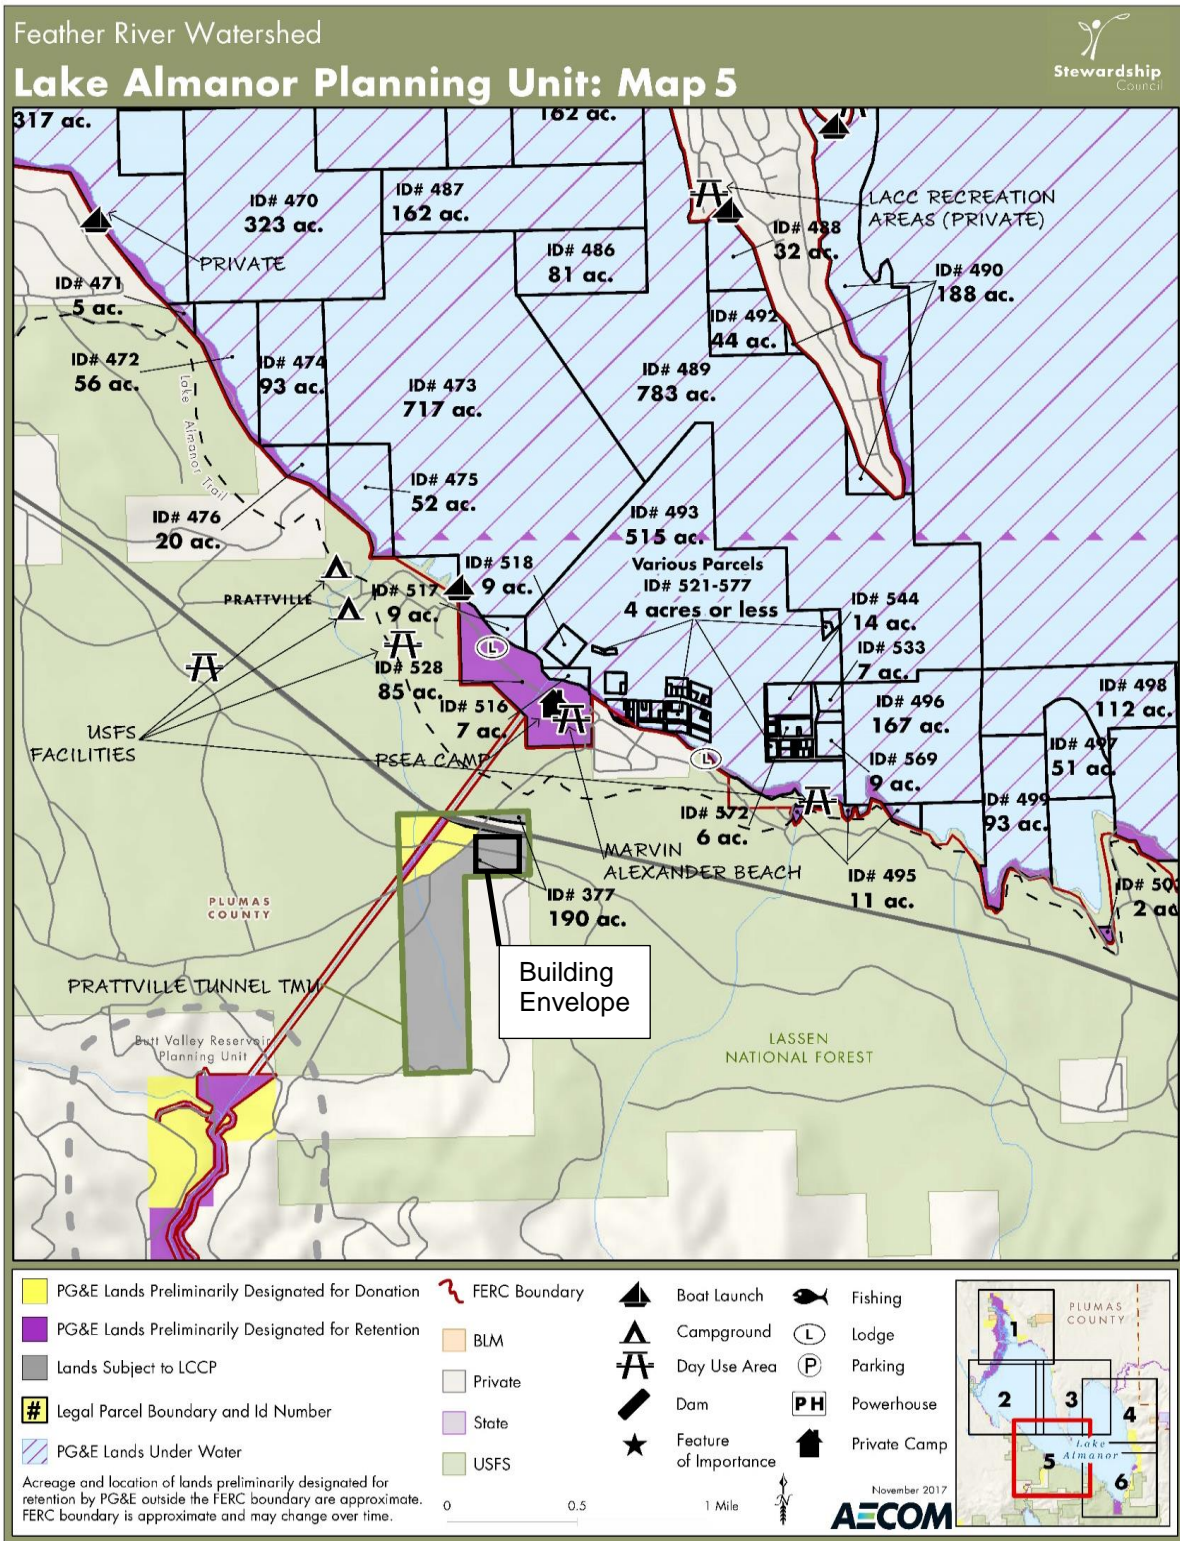 Feather River Watershed
Lake Almanor Planning Unit: Map 5
Stewardship
Council
317 ac.
162 ac.
ID# 470
323 ac.
ID# 487
162 ac.
ID# 486
81 ac.
LACC RECREATION
AREAS (PRIVATE)
ID# 488
32 ac.
PRIVATE
ID# 471
5 ac.
ID# 490
188 ac.
ID# 492
44 ac.
ID# 472
56 ac.
ID# 474
93 ac.
ID# 473
717 ac.
ID# 489
783 ac.
Lake Almanor Trail
ID# 475
52 ac.
ID# 476
20 ac.
ID# 493
515 ac.
ID# 518
9 ac.
Various Parcels
ID# 521-577
4 acres or less
PRATTVILLE
ID# 517
9 ac.
ID# 544
14 ac.
L
ID# 533
7 ac.
ID# 528
85 ac.
ID# 498
112 ac.
ID# 496
167 ac.
ID# 516
7 ac.
USFS
FACILITIES
ID# 497
51 ac.
PSEA CAMP
L
ID# 569
9 ac.
ID# 499
93 ac.
ID# 572
6 ac.
MARVIN
ALEXANDER BEACH
ID# 495
11 ac.
ID# 50
2 ac
ID# 377
190 ac.
PLUMAS
COUNTY
Building
Envelope
PRATTVILLE TUNNEL TMU
Butt Valley Reservoir
Planning Unit
LASSEN
NATIONAL FOREST
PG&E Lands Preliminarily Designated for Donation
PG&E Lands Preliminarily Designated for Retention
Lands Subject to LCCP
# Legal Parcel Boundary and Id Number
PG&E Lands Under Water
Acreage and location of lands preliminarily designated for
retention by PG&E outside the FERC boundary are approximate.
FERC boundary is approximate and may change over time.
FERC Boundary
BLM
Private
State
USFS
0 0.5 1 Mile
Boat Launch
Campground
Day Use Area
Dam
Feature
of Importance
Fishing
L Lodge
P Parking
PH Powerhouse
Private Camp
November 2017
AECOM
PLUMAS
COUNTY
1
2
3
4
Lake
Almanor
5
6